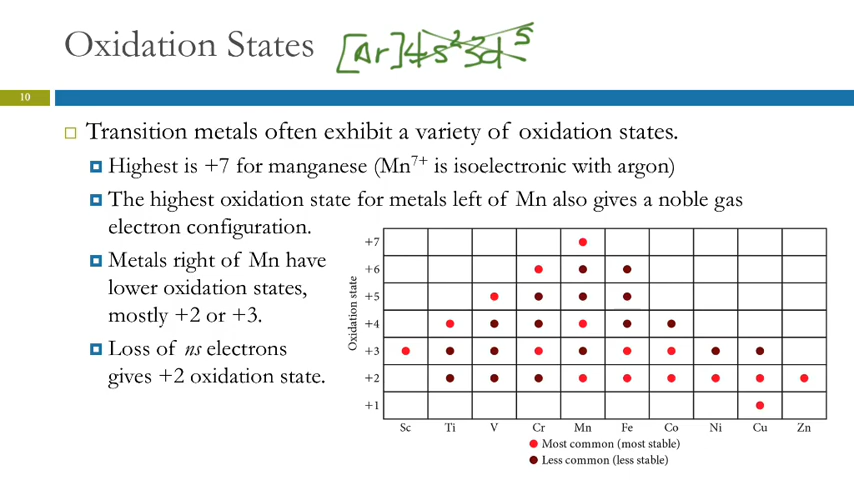 Oxidation States [Ar]4s²3d⁵
10
Transition metals often exhibit a variety of oxidation states.
Highest is +7 for manganese (Mn⁷⁺ is isoelectronic with argon)
The highest oxidation state for metals left of Mn also gives a noble gas
electron configuration.
Metals right of Mn have
lower oxidation states,
mostly +2 or +3.
Loss of ns electrons
gives +2 oxidation state.
Oxidation state
+7
+6
+5
+4
+3
+2
+1
Sc Ti V Cr Mn Fe Co Ni Cu Zn
Most common (most stable)
Less common (less stable)